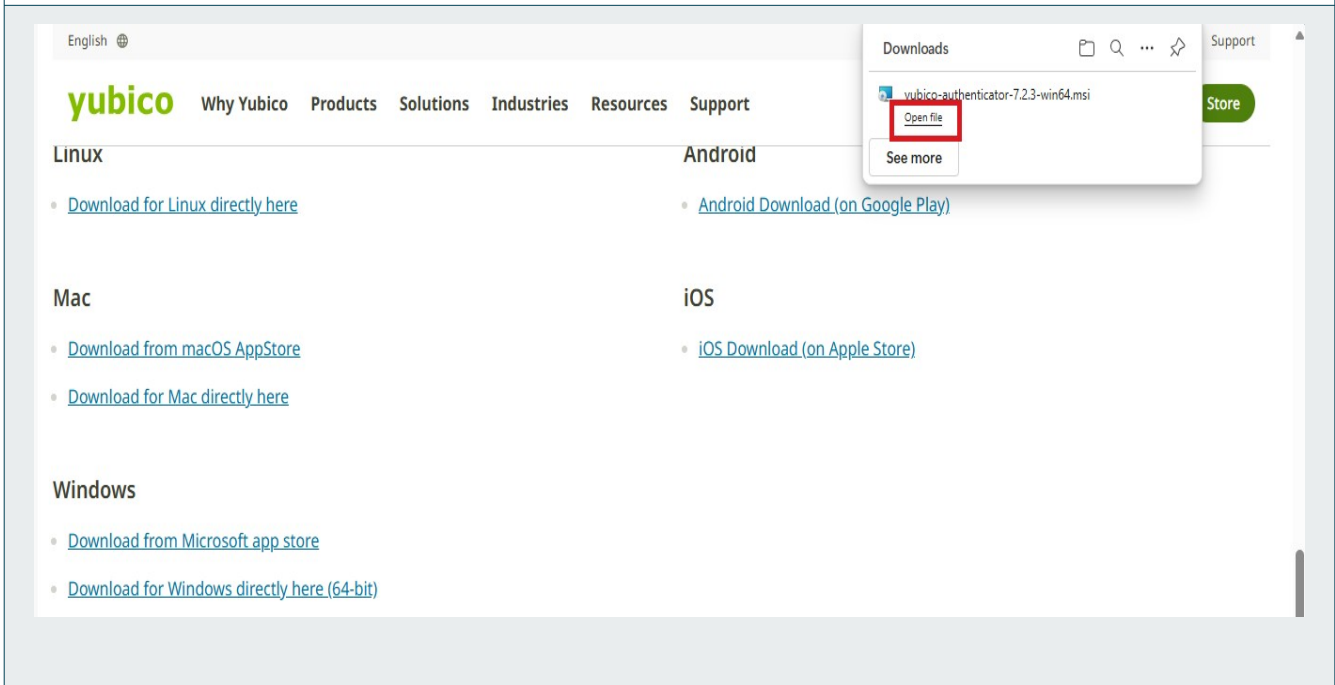 English
Downloads
Support
yubico
Why Yubico Products Solutions Industries Resources Support
yubico-authenticator-7.2.3-win64.msi
Open file
See more
Store
Linux
Download for Linux directly here
Android
Android Download (on Google Play)
Mac
Download from macOS AppStore
Download for Mac directly here
iOS
iOS Download (on Apple Store)
Windows
Download from Microsoft app store
Download for Windows directly here (64-bit)